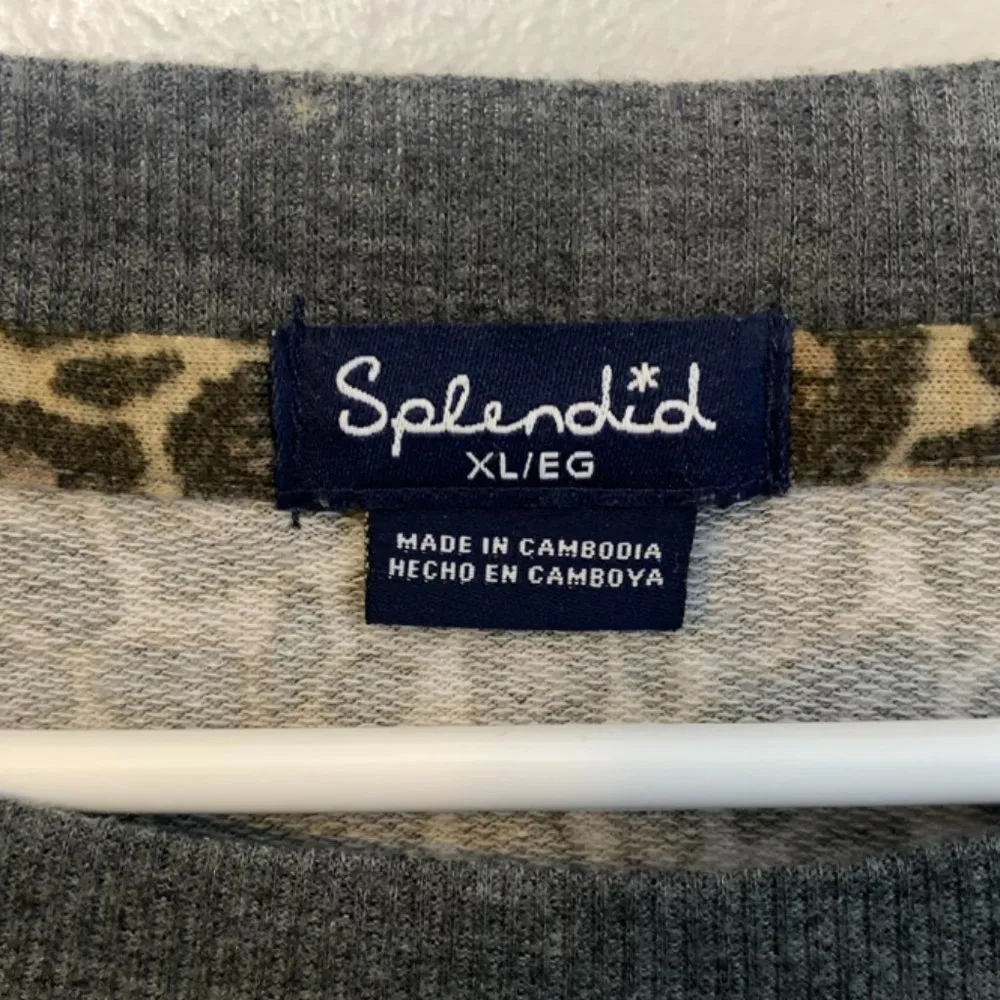 Splendid
XL/EG
MADE IN CAMBODIA
HECHO EN CAMBOYA